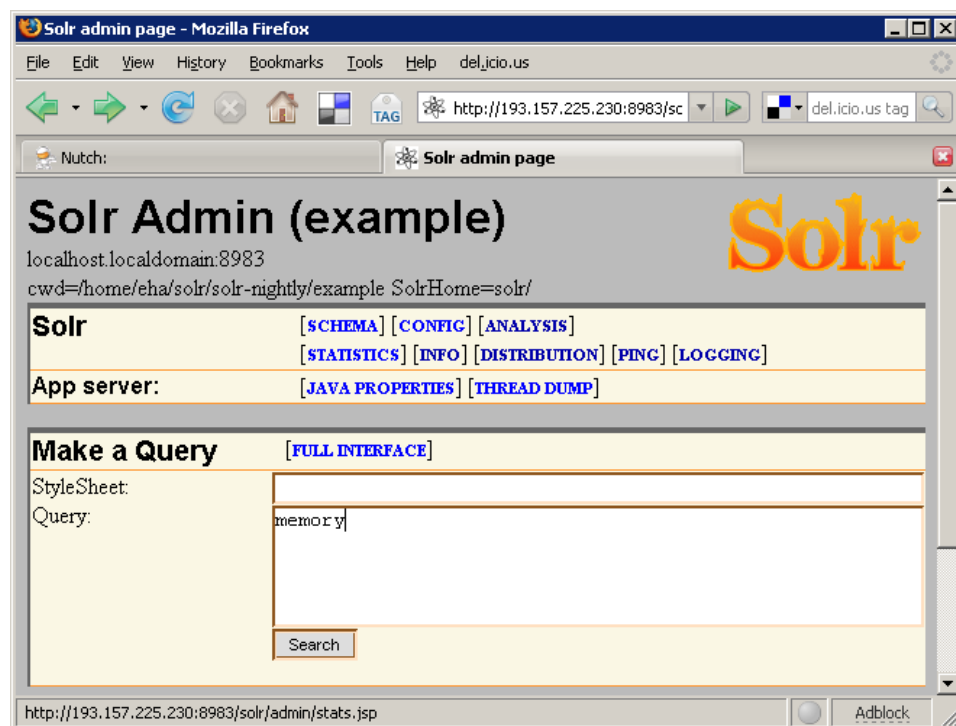 Solr admin page - Mozilla Firefox
File Edit View History Bookmarks Tools Help del.icio.us
TAG http://193.157.225.230:8983/sc del.icio.us tag
Nutch: Solr admin page
Solr Admin (example) Solr
localhost.localdomain:8983
cwd=/home/eha/solr/solr-nightly/example SolrHome=solr/
Solr [SCHEMA] [CONFIG] [ANALYSIS]
[STATISTICS] [INFO] [DISTRIBUTION] [PING] [LOGGING]
App server: [JAVA PROPERTIES] [THREAD DUMP]
Make a Query [FULL INTERFACE]
StyleSheet:
Query: memory
Search
http://193.157.225.230:8983/solr/admin/stats.jsp Adblock